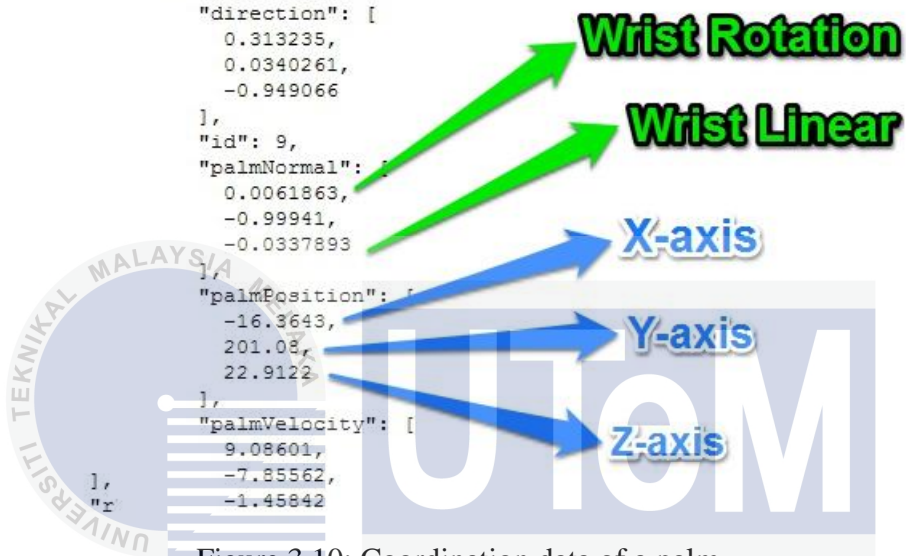 "direction": [
0.313235,
0.0340261,
-0.949066
],
"id": 9,
"palmNormal": [
0.0061863,
-0.99941,
-0.0337893
],
"palmPosition": [
-16.3643,
201.08,
22.9122
],
"palmVelocity": [
9.08601,
-7.85562,
-1.45842
],
"r
Wrist Rotation
Wrist Linear
X-axis
Y-axis
Z-axis
TEKNIKAL MALAYSIA MELAKA
UTeM
Figure 3.10: Coordination data of a palm